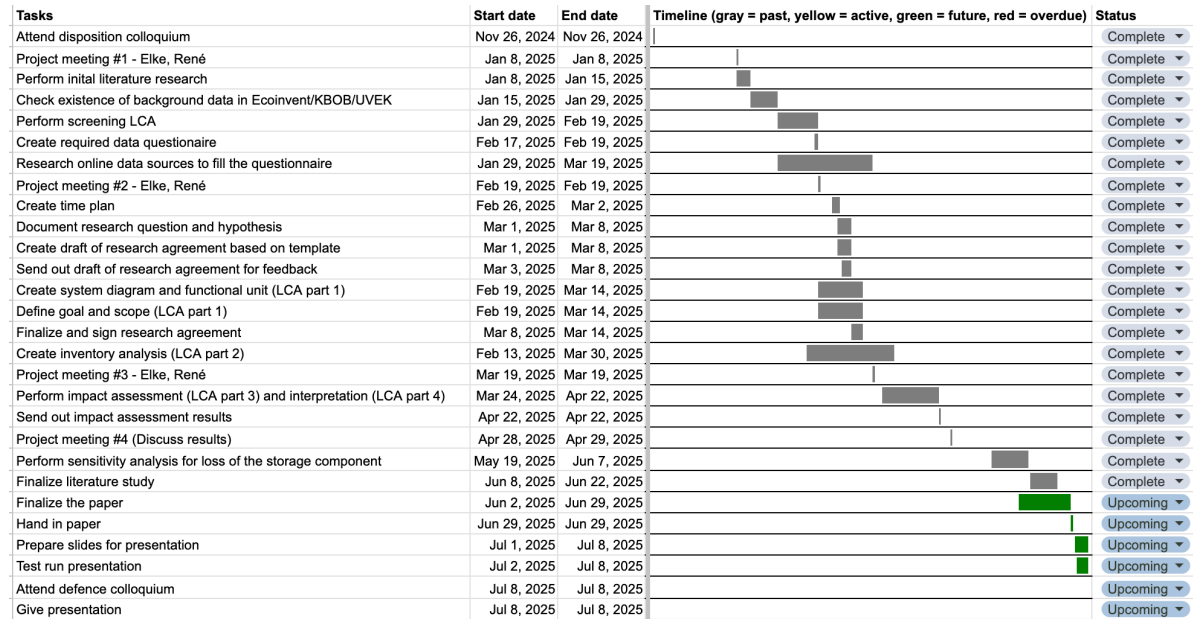 Tasks Start date End date Timeline (gray = past, yellow = active, green = future, red = overdue) Status
Attend disposition colloquium Nov 26, 2024 Nov 26, 2024 Complete
Project meeting #1 - Elke, René Jan 8, 2025 Jan 8, 2025 Complete
Perform inital literature research Jan 8, 2025 Jan 15, 2025 Complete
Check existence of background data in Ecoinvent/KBOB/UVEK Jan 15, 2025 Jan 29, 2025 Complete
Perform screening LCA Jan 29, 2025 Feb 19, 2025 Complete
Create required data questionaire Feb 17, 2025 Feb 19, 2025 Complete
Research online data sources to fill the questionnaire Jan 29, 2025 Mar 19, 2025 Complete
Project meeting #2 - Elke, René Feb 19, 2025 Feb 19, 2025 Complete
Create time plan Feb 26, 2025 Mar 2, 2025 Complete
Document research question and hypothesis Mar 1, 2025 Mar 8, 2025 Complete
Create draft of research agreement based on template Mar 1, 2025 Mar 8, 2025 Complete
Send out draft of research agreement for feedback Mar 3, 2025 Mar 8, 2025 Complete
Create system diagram and functional unit (LCA part 1) Feb 19, 2025 Mar 14, 2025 Complete
Define goal and scope (LCA part 1) Feb 19, 2025 Mar 14, 2025 Complete
Finalize and sign research agreement Mar 8, 2025 Mar 14, 2025 Complete
Create inventory analysis (LCA part 2) Feb 13, 2025 Mar 30, 2025 Complete
Project meeting #3 - Elke, René Mar 19, 2025 Mar 19, 2025 Complete
Perform impact assessment (LCA part 3) and interpretation (LCA part 4) Mar 24, 2025 Apr 22, 2025 Complete
Send out impact assessment results Apr 22, 2025 Apr 22, 2025 Complete
Project meeting #4 (Discuss results) Apr 28, 2025 Apr 29, 2025 Complete
Perform sensitivity analysis for loss of the storage component May 19, 2025 Jun 7, 2025 Complete
Finalize literature study Jun 8, 2025 Jun 22, 2025 Complete
Finalize the paper Jun 2, 2025 Jun 29, 2025 Upcoming
Hand in paper Jun 29, 2025 Jun 29, 2025 Upcoming
Prepare slides for presentation Jul 1, 2025 Jul 8, 2025 Upcoming
Test run presentation Jul 2, 2025 Jul 8, 2025 Upcoming
Attend defence colloquium Jul 8, 2025 Jul 8, 2025 Upcoming
Give presentation Jul 8, 2025 Jul 8, 2025 Upcoming